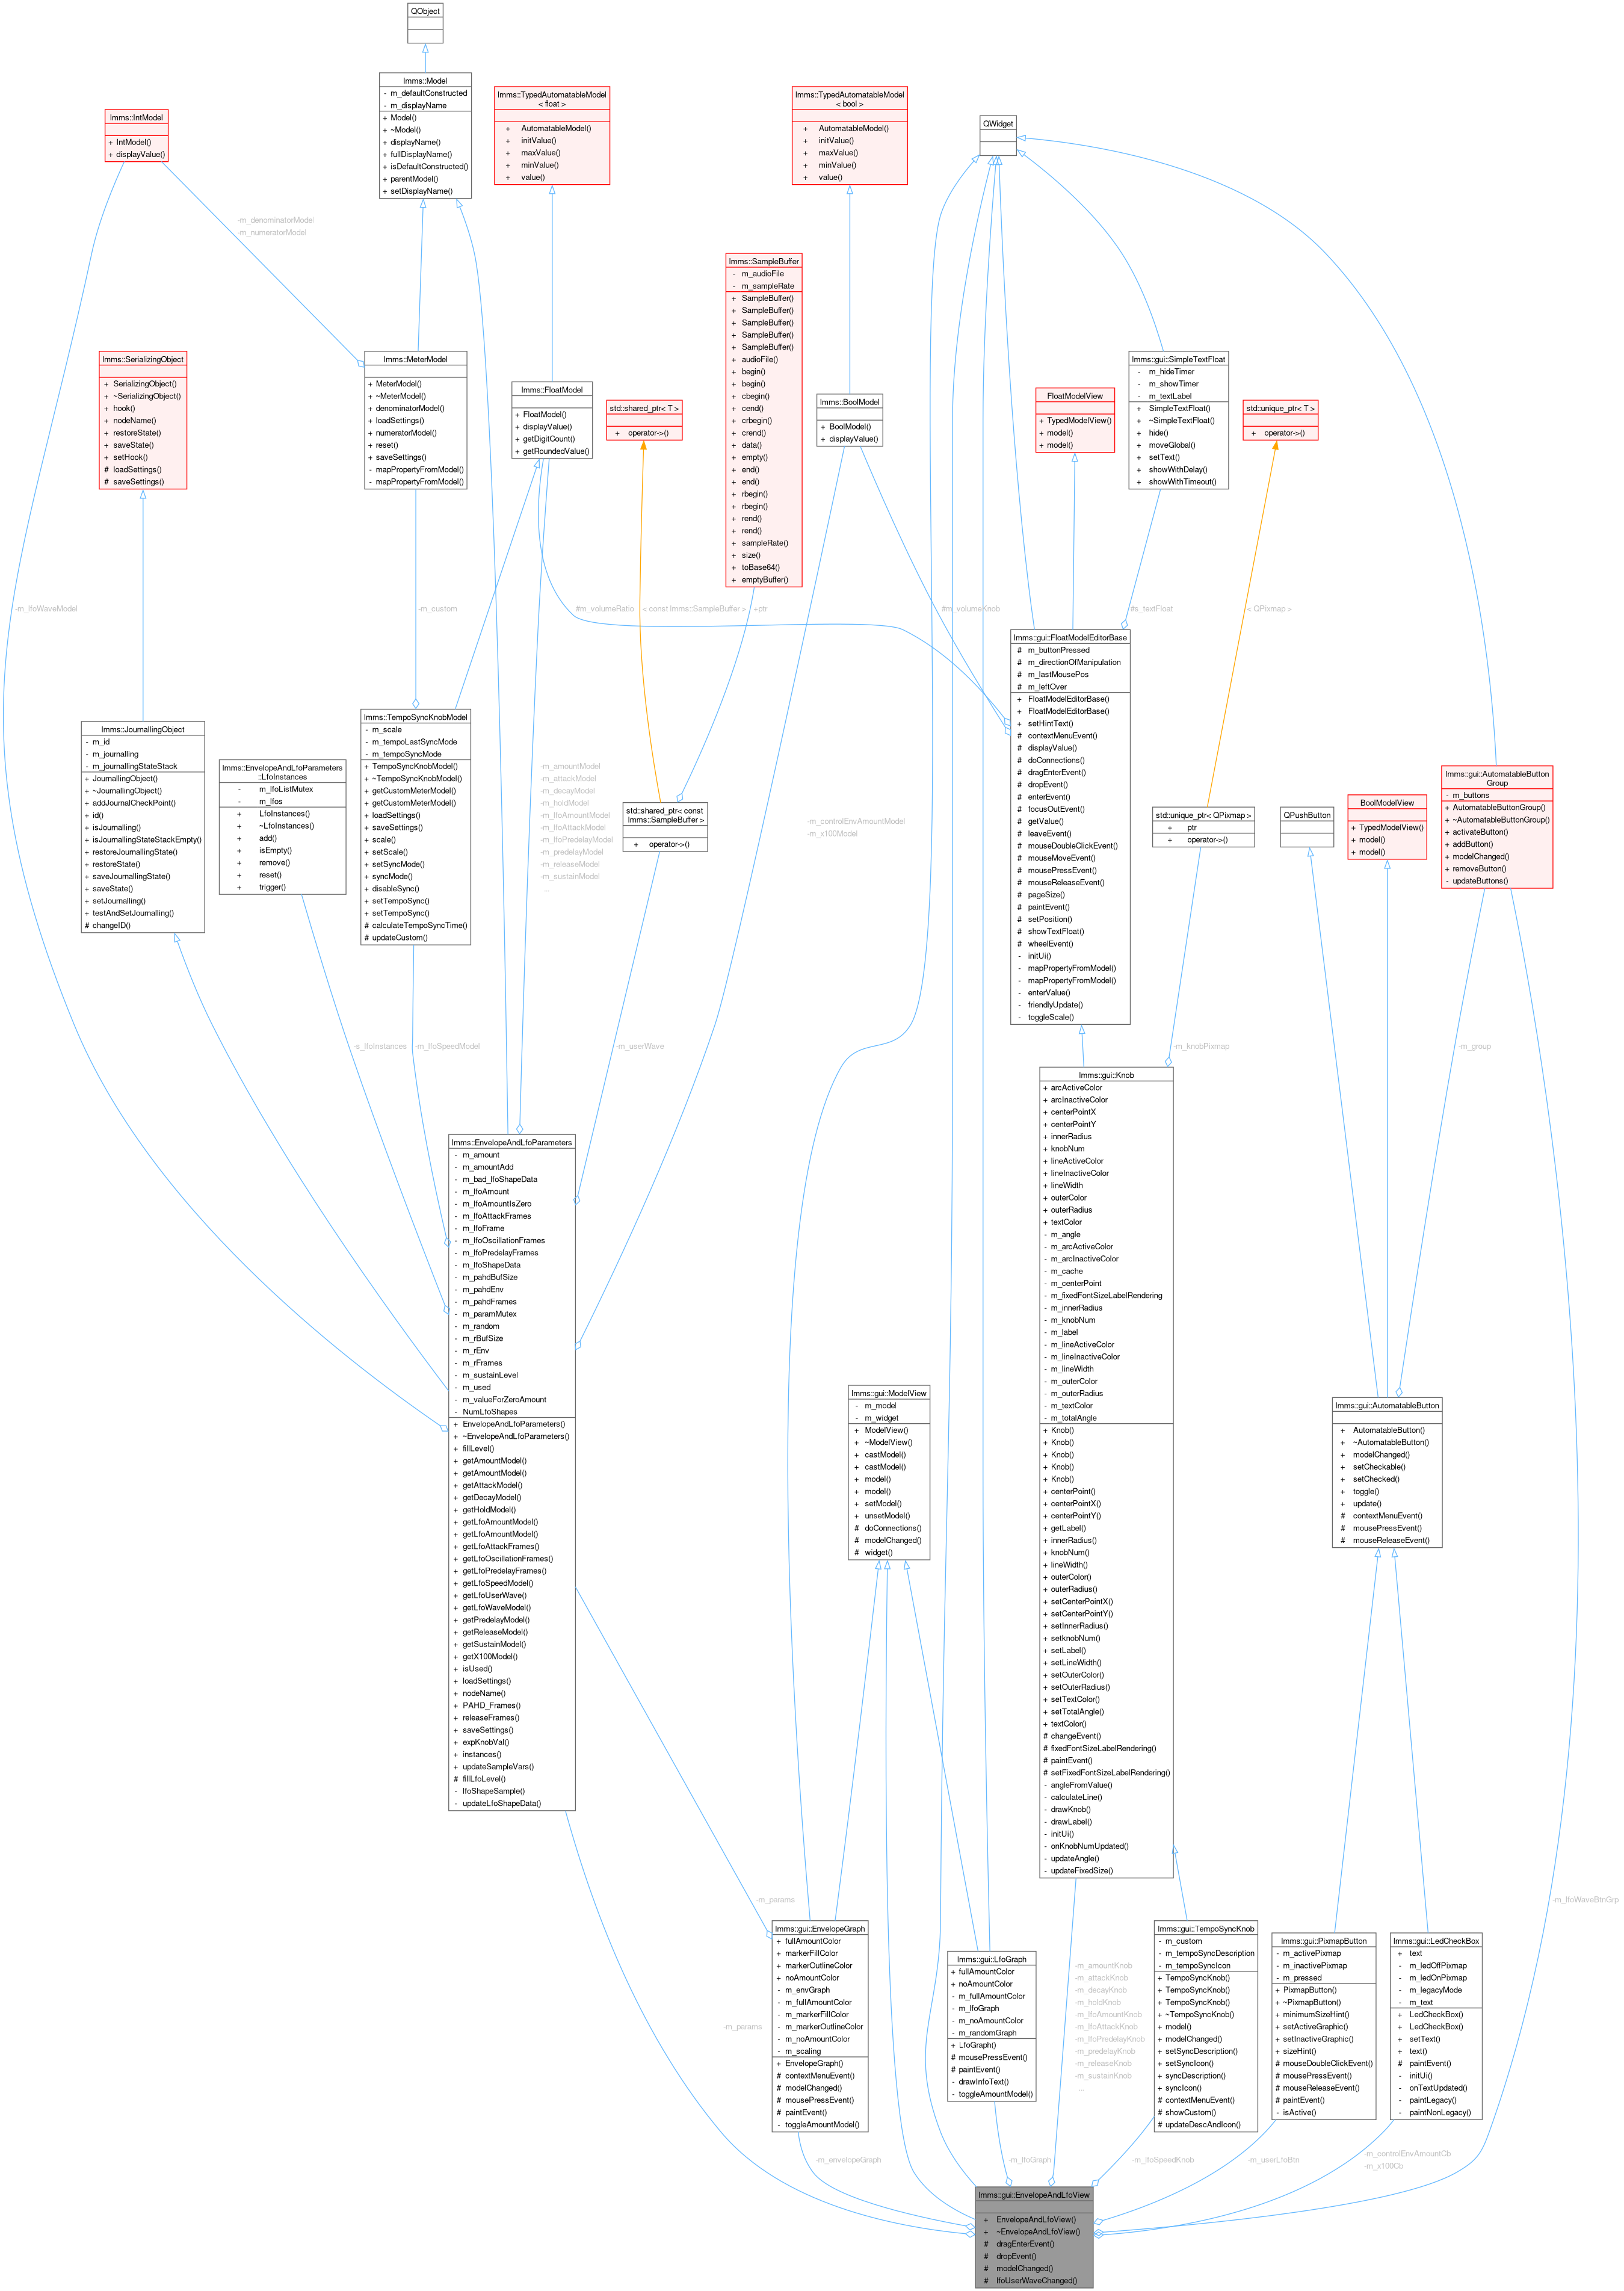 QObject
lmms::Model
- m_defaultConstructed
- m_displayName
+ Model()
+ ~Model()
+ displayName()
+ fullDisplayName()
+ isDefaultConstructed()
+ parentModel()
+ setDisplayName()
lmms::TypedAutomatableModel
< float >
+ AutomatableModel()
+ initValue()
+ maxValue()
+ minValue()
+ value()
lmms::TypedAutomatableModel
< bool >
+ AutomatableModel()
+ initValue()
+ maxValue()
+ minValue()
+ value()
lmms::IntModel
+ IntModel()
+ displayValue()
QWidget
-m_denominatorModel
-m_numeratorModel
lmms::SampleBuffer
- m_audioFile
- m_sampleRate
+ SampleBuffer()
+ SampleBuffer()
+ SampleBuffer()
+ SampleBuffer()
+ SampleBuffer()
+ audioFile()
+ begin()
+ begin()
+ cbegin()
+ cend()
+ crbegin()
+ crend()
+ data()
+ empty()
+ end()
+ end()
+ rbegin()
+ rbegin()
+ rend()
+ rend()
+ sampleRate()
+ size()
+ toBase64()
+ emptyBuffer()
lmms::SerializingObject
+ SerializingObject()
+ ~SerializingObject()
+ hook()
+ nodeName()
+ restoreState()
+ saveState()
+ setHook()
# loadSettings()
# saveSettings()
lmms::MeterModel
+ MeterModel()
+ ~MeterModel()
+ denominatorModel()
+ loadSettings()
+ numeratorModel()
+ reset()
+ saveSettings()
- mapPropertyFromModel()
- mapPropertyFromModel()
lmms::FloatModel
+ FloatModel()
+ displayValue()
+ getDigitCount()
+ getRoundedValue()
std::shared_ptr< T >
+ operator->()
lmms::BoolModel
+ BoolModel()
+ displayValue()
FloatModelView
+ TypedModelView()
+ model()
+ model()
lmms::gui::SimpleTextFloat
- m_hideTimer
- m_showTimer
- m_textLabel
+ SimpleTextFloat()
+ ~SimpleTextFloat()
+ hide()
+ moveGlobal()
+ setText()
+ showWithDelay()
+ showWithTimeout()
std::unique_ptr< T >
+ operator->()
-m_lfoWaveModel
-m_custom
#m_volumeRatio
< const lmms::SampleBuffer >
+ptr
#m_volumeKnob
#s_textFloat
< QPixmap >
lmms::gui::FloatModelEditorBase
# m_buttonPressed
# m_directionOfManipulation
# m_lastMousePos
# m_leftOver
+ FloatModelEditorBase()
+ FloatModelEditorBase()
+ setHintText()
# contextMenuEvent()
# displayValue()
# doConnections()
# dragEnterEvent()
# dropEvent()
# enterEvent()
# focusOutEvent()
# getValue()
# leaveEvent()
# mouseDoubleClickEvent()
# mouseMoveEvent()
# mousePressEvent()
# mouseReleaseEvent()
# pageSize()
# paintEvent()
# setPosition()
# showTextFloat()
# wheelEvent()
- initUi()
- mapPropertyFromModel()
- mapPropertyFromModel()
- enterValue()
- friendlyUpdate()
- toggleScale()
lmms::JournallingObject
- m_id
- m_journalling
- m_journallingStateStack
+ JournallingObject()
+ ~JournallingObject()
+ addJournalCheckPoint()
+ id()
+ isJournalling()
+ isJournallingStateStackEmpty()
+ restoreJournallingState()
+ restoreState()
+ saveJournallingState()
+ saveState()
+ setJournalling()
+ testAndSetJournalling()
# changeID()
lmms::EnvelopeAndLfoParameters
::LfoInstances
- m_lfoListMutex
- m_lfos
+ LfoInstances()
+ ~LfoInstances()
+ add()
+ isEmpty()
+ remove()
+ reset()
+ trigger()
lmms::TempoSyncKnobModel
- m_scale
- m_tempoLastSyncMode
- m_tempoSyncMode
+ TempoSyncKnobModel()
+ ~TempoSyncKnobModel()
+ getCustomMeterModel()
+ getCustomMeterModel()
+ loadSettings()
+ saveSettings()
+ scale()
+ setScale()
+ setSyncMode()
+ syncMode()
+ disableSync()
+ setTempoSync()
+ setTempoSync()
# calculateTempoSyncTime()
# updateCustom()
-m_amountModel
-m_attackModel
-m_decayModel
-m_holdModel
-m_lfoAmountModel
-m_lfoAttackModel
-m_lfoPredelayModel
-m_predelayModel
-m_releaseModel
-m_sustainModel
...
std::shared_ptr< const
lmms::SampleBuffer >
+ operator->()
-m_controlEnvAmountModel
-m_x100Model
std::unique_ptr< QPixmap >
+ ptr
+ operator->()
QPushButton
BoolModelView
+ TypedModelView()
+ model()
+ model()
lmms::gui::AutomatableButton
Group
- m_buttons
+ AutomatableButtonGroup()
+ ~AutomatableButtonGroup()
+ activateButton()
+ addButton()
+ modelChanged()
+ removeButton()
- updateButtons()
-s_lfoInstances
-m_lfoSpeedModel
-m_userWave
-m_knobPixmap
-m_group
lmms::EnvelopeAndLfoParameters
- m_amount
- m_amountAdd
- m_bad_lfoShapeData
- m_lfoAmount
- m_lfoAmountIsZero
- m_lfoAttackFrames
- m_lfoFrame
- m_lfoOscillationFrames
- m_lfoPredelayFrames
- m_lfoShapeData
- m_pahdBufSize
- m_pahdEnv
- m_pahdFrames
- m_paramMutex
- m_random
- m_rBufSize
- m_rEnv
- m_rFrames
- m_sustainLevel
- m_used
- m_valueForZeroAmount
- NumLfoShapes
+ EnvelopeAndLfoParameters()
+ ~EnvelopeAndLfoParameters()
+ fillLevel()
+ getAmountModel()
+ getAmountModel()
+ getAttackModel()
+ getDecayModel()
+ getHoldModel()
+ getLfoAmountModel()
+ getLfoAmountModel()
+ getLfoAttackFrames()
+ getLfoOscillationFrames()
+ getLfoPredelayFrames()
+ getLfoSpeedModel()
+ getLfoUserWave()
+ getLfoWaveModel()
+ getPredelayModel()
+ getReleaseModel()
+ getSustainModel()
+ getX100Model()
+ isUsed()
+ loadSettings()
+ nodeName()
+ PAHD_Frames()
+ releaseFrames()
+ saveSettings()
+ expKnobVal()
+ instances()
+ updateSampleVars()
# fillLfoLevel()
- lfoShapeSample()
- updateLfoShapeData()
lmms::gui::Knob
+ arcActiveColor
+ arcInactiveColor
+ centerPointX
+ centerPointY
+ innerRadius
+ knobNum
+ lineActiveColor
+ lineInactiveColor
+ lineWidth
+ outerColor
+ outerRadius
+ textColor
- m_angle
- m_arcActiveColor
- m_arcInactiveColor
- m_cache
- m_centerPoint
- m_fixedFontSizeLabelRendering
- m_innerRadius
- m_knobNum
- m_label
- m_lineActiveColor
- m_lineInactiveColor
- m_lineWidth
- m_outerColor
- m_outerRadius
- m_textColor
- m_totalAngle
+ Knob()
+ Knob()
+ Knob()
+ Knob()
+ Knob()
+ centerPoint()
+ centerPointX()
+ centerPointY()
+ getLabel()
+ innerRadius()
+ knobNum()
+ lineWidth()
+ outerColor()
+ outerRadius()
+ setCenterPointX()
+ setCenterPointY()
+ setInnerRadius()
+ setknobNum()
+ setLabel()
+ setLineWidth()
+ setOuterColor()
+ setOuterRadius()
+ setTextColor()
+ setTotalAngle()
+ textColor()
# changeEvent()
# fixedFontSizeLabelRendering()
# paintEvent()
# setFixedFontSizeLabelRendering()
- angleFromValue()
- calculateLine()
- drawKnob()
- drawLabel()
- initUi()
- onKnobNumUpdated()
- updateAngle()
- updateFixedSize()
lmms::gui::ModelView
- m_model
- m_widget
+ ModelView()
+ ~ModelView()
+ castModel()
+ castModel()
+ model()
+ model()
+ setModel()
+ unsetModel()
# doConnections()
# modelChanged()
# widget()
lmms::gui::AutomatableButton
+ AutomatableButton()
+ ~AutomatableButton()
+ modelChanged()
+ setCheckable()
+ setChecked()
+ toggle()
+ update()
# contextMenuEvent()
# mousePressEvent()
# mouseReleaseEvent()
-m_params
-m_lfoWaveBtnGrp
lmms::gui::EnvelopeGraph
+ fullAmountColor
+ markerFillColor
+ markerOutlineColor
+ noAmountColor
- m_envGraph
- m_fullAmountColor
- m_markerFillColor
- m_markerOutlineColor
- m_noAmountColor
- m_scaling
+ EnvelopeGraph()
# contextMenuEvent()
# modelChanged()
# mousePressEvent()
# paintEvent()
- toggleAmountModel()
lmms::gui::LfoGraph
+ fullAmountColor
+ noAmountColor
- m_fullAmountColor
- m_lfoGraph
- m_noAmountColor
- m_randomGraph
+ LfoGraph()
# mousePressEvent()
# paintEvent()
- drawInfoText()
- toggleAmountModel()
-m_amountKnob
-m_attackKnob
-m_decayKnob
-m_holdKnob
-m_lfoAmountKnob
-m_lfoAttackKnob
-m_lfoPredelayKnob
-m_predelayKnob
-m_releaseKnob
-m_sustainKnob
...
lmms::gui::TempoSyncKnob
- m_custom
- m_tempoSyncDescription
- m_tempoSyncIcon
+ TempoSyncKnob()
+ TempoSyncKnob()
+ TempoSyncKnob()
+ ~TempoSyncKnob()
+ model()
+ modelChanged()
+ setSyncDescription()
+ setSyncIcon()
+ syncDescription()
+ syncIcon()
# contextMenuEvent()
# showCustom()
# updateDescAndIcon()
lmms::gui::PixmapButton
- m_activePixmap
- m_inactivePixmap
- m_pressed
+ PixmapButton()
+ ~PixmapButton()
+ minimumSizeHint()
+ setActiveGraphic()
+ setInactiveGraphic()
+ sizeHint()
# mouseDoubleClickEvent()
# mousePressEvent()
# mouseReleaseEvent()
# paintEvent()
- isActive()
lmms::gui::LedCheckBox
+ text
- m_ledOffPixmap
- m_ledOnPixmap
- m_legacyMode
- m_text
+ LedCheckBox()
+ LedCheckBox()
+ setText()
+ text()
# paintEvent()
- initUi()
- onTextUpdated()
- paintLegacy()
- paintNonLegacy()
-m_params
-m_envelopeGraph
-m_lfoGraph
-m_lfoSpeedKnob
-m_userLfoBtn
-m_controlEnvAmountCb
-m_x100Cb
lmms::gui::EnvelopeAndLfoView
+ EnvelopeAndLfoView()
+ ~EnvelopeAndLfoView()
# dragEnterEvent()
# dropEvent()
# modelChanged()
# lfoUserWaveChanged()